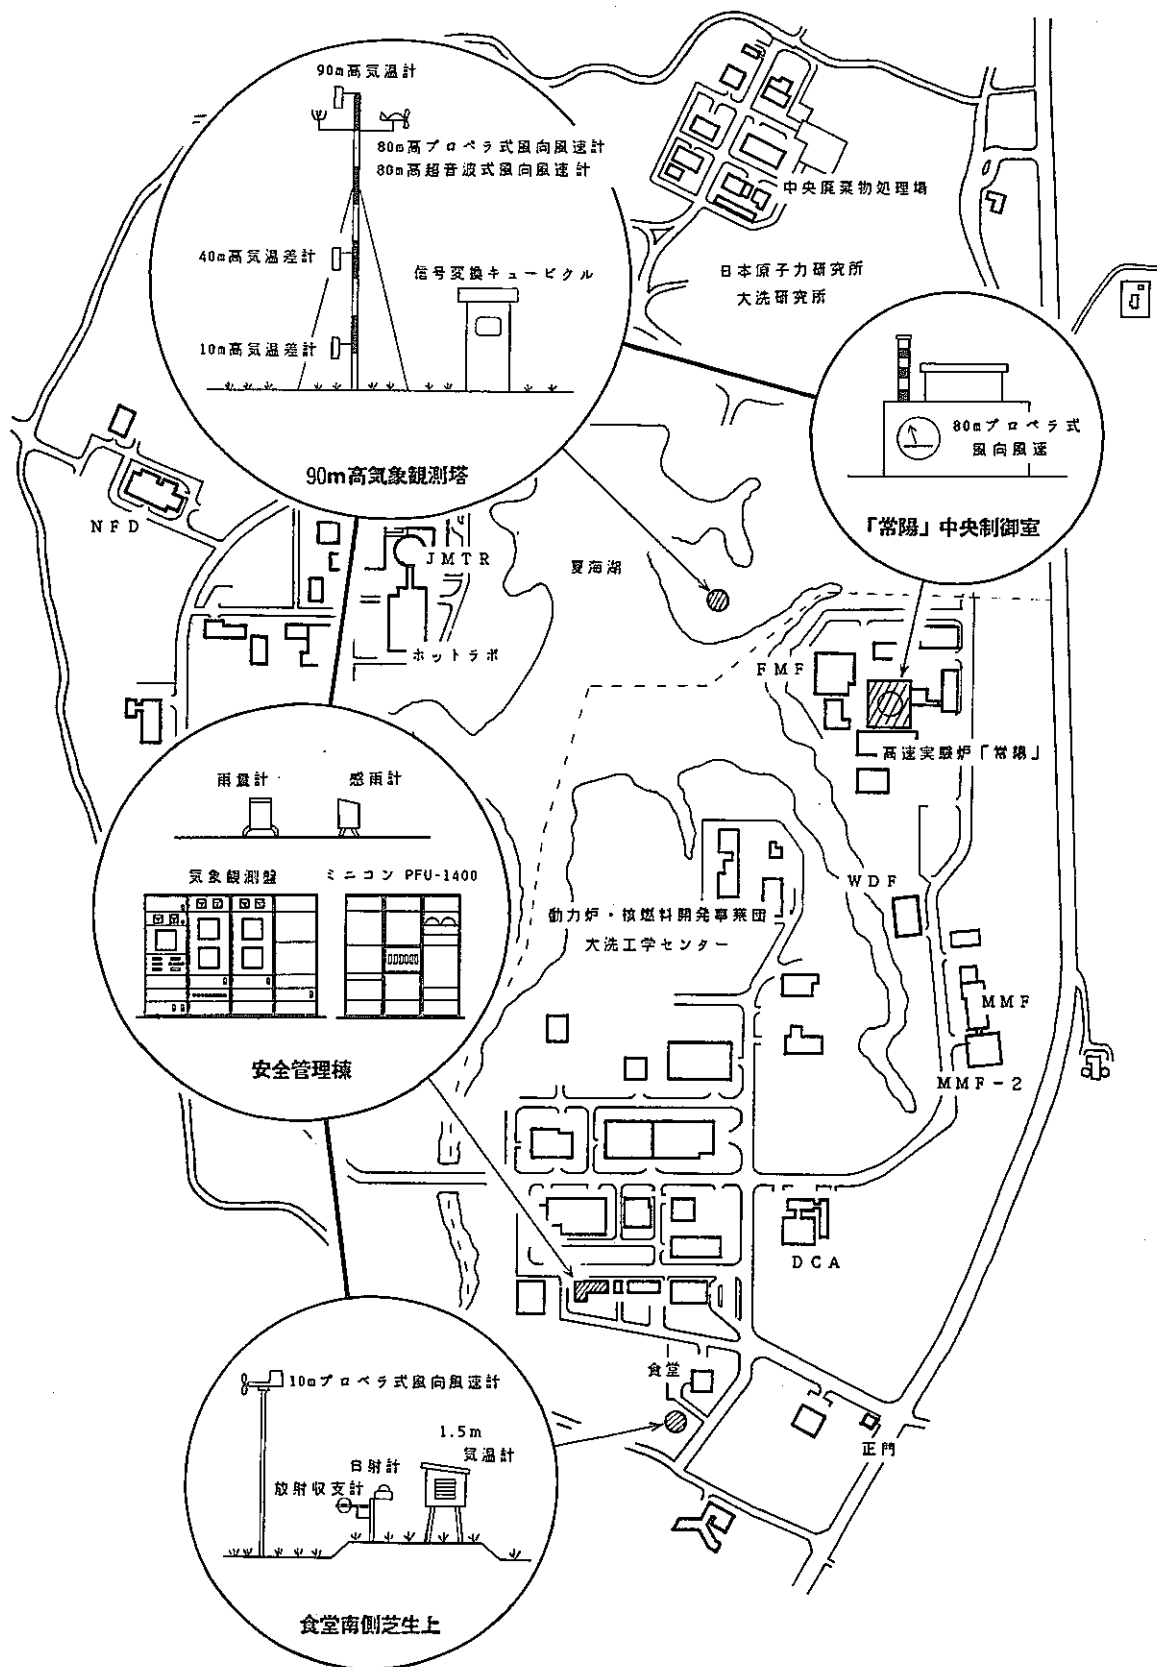 90m高気温計
80m高プロペラ式風向風速計
80m高超音波式風向風速計
40m高気温差計
信号変換キュービクル
10m高気温差計
90m高気象観測塔
中央廃棄物処理場
日本原子力研究所
大洗研究所
80mプロペラ式
風向風速
「常陽」中央制御室
NFD
JMTR
ホットラボ
夏海湖
FMF
高速実験炉「常陽」
雨量計
感雨計
気象観測盤
ミニコン PFU-1400
安全管理棟
動力炉・核燃料開発事業団
大洗工学センター
WDF
MMF
MMF-2
DCA
食堂
正門
10mプロペラ式風向風速計
1.5m
気温計
日射計
放射収支計
食堂南側芝生上